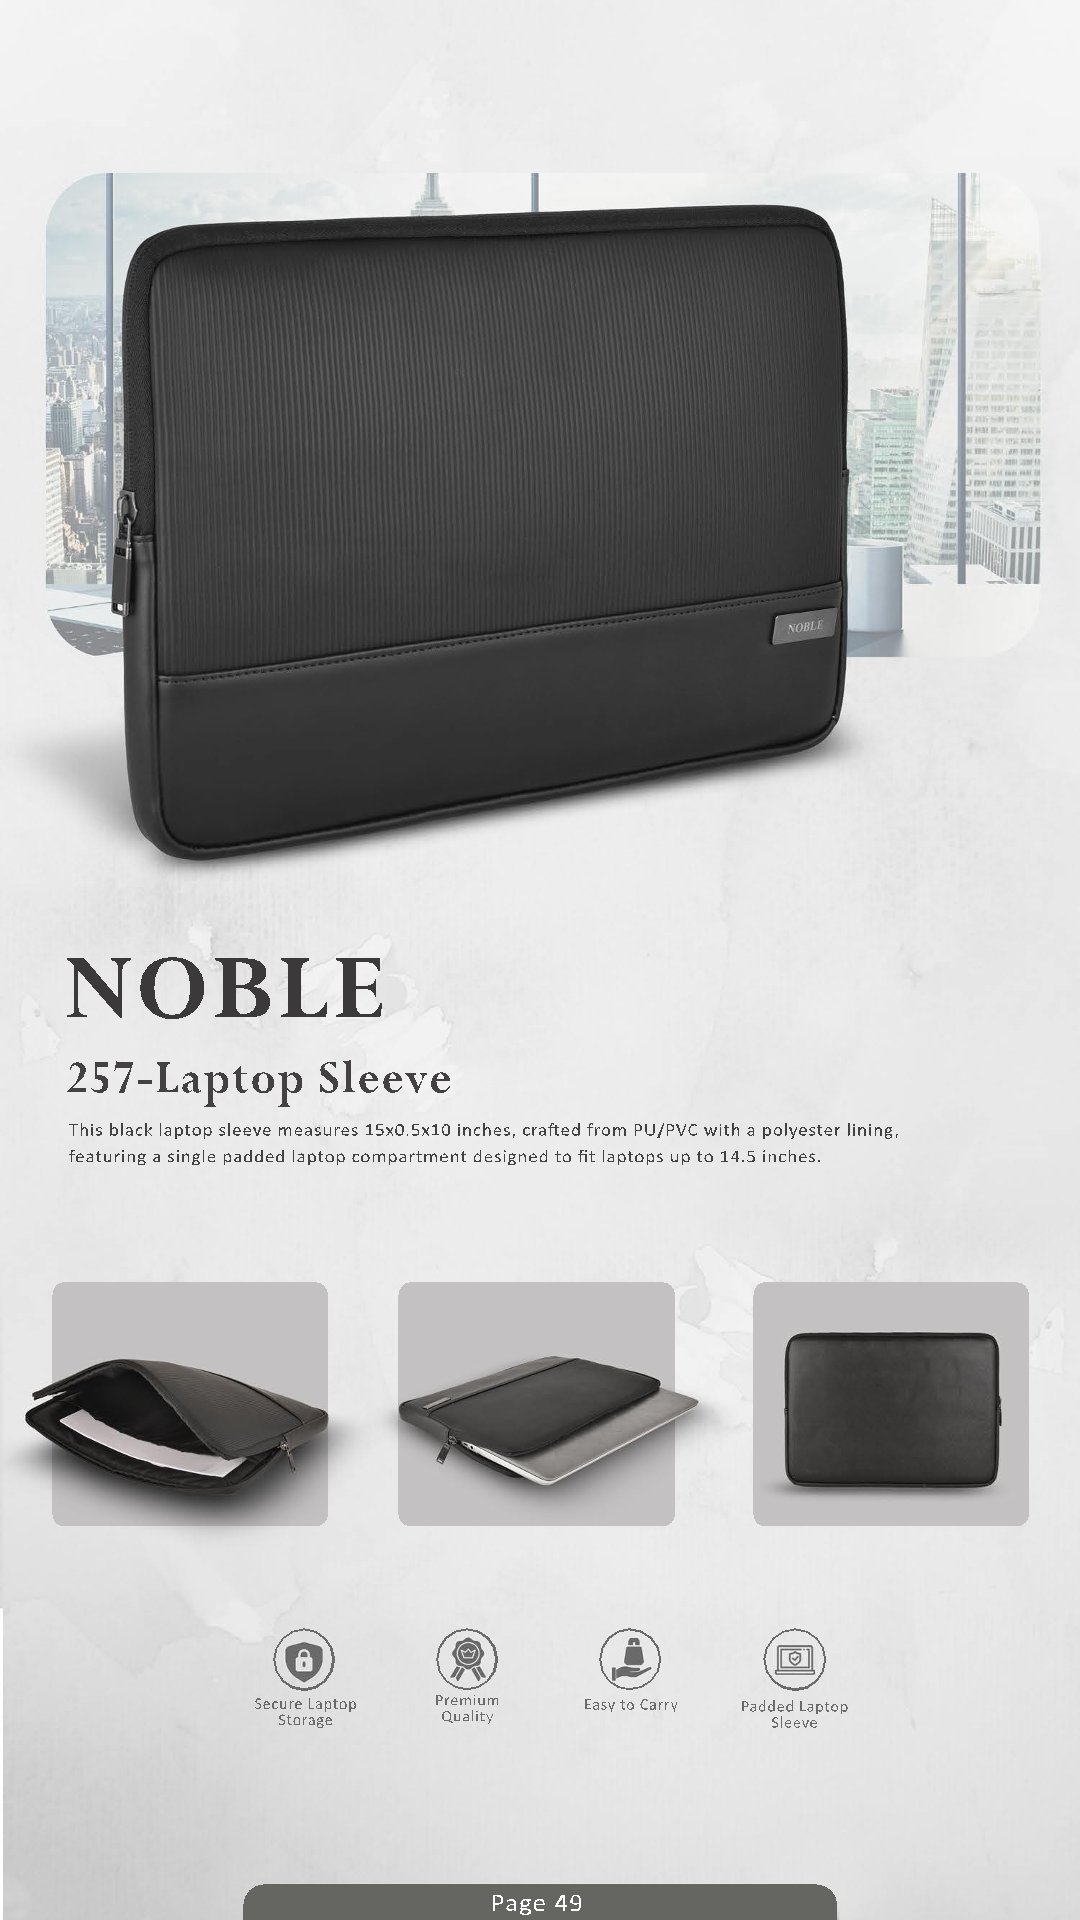 NOBLE
NOBLE
257-Laptop Sleeve
This black laptop sleeve measures 15x0.5x10 inches, crafted from PU/PVC with a polyester lining,
featuring a single padded laptop compartment designed to fit laptops up to 14.5 inches.
Secure Laptop
Storage
Premium
Quality
Easy to Carry
Padded Laptop
Sleeve
Page 49